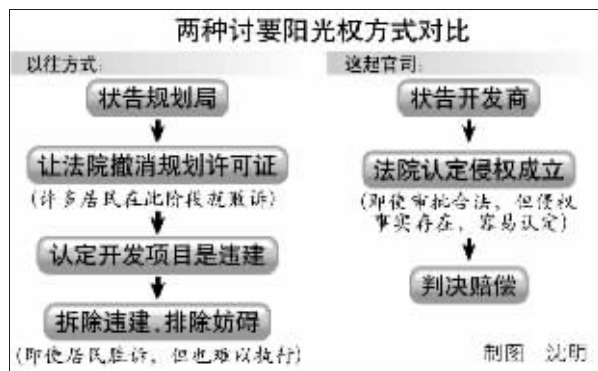 两种讨要阳光权方式对比
以往方式:
状告规划局
让法院撤消规划许可证
(许多居民在此阶段就败诉)
认定开发项目是违建
拆除违建、排除妨碍
(即使居民胜诉，但也难以执行)
这起官司:
状告开发商
法院认定侵权成立
(即使审批合法，但侵权
事实存在，容易认定)
判决赔偿
制图 沈明